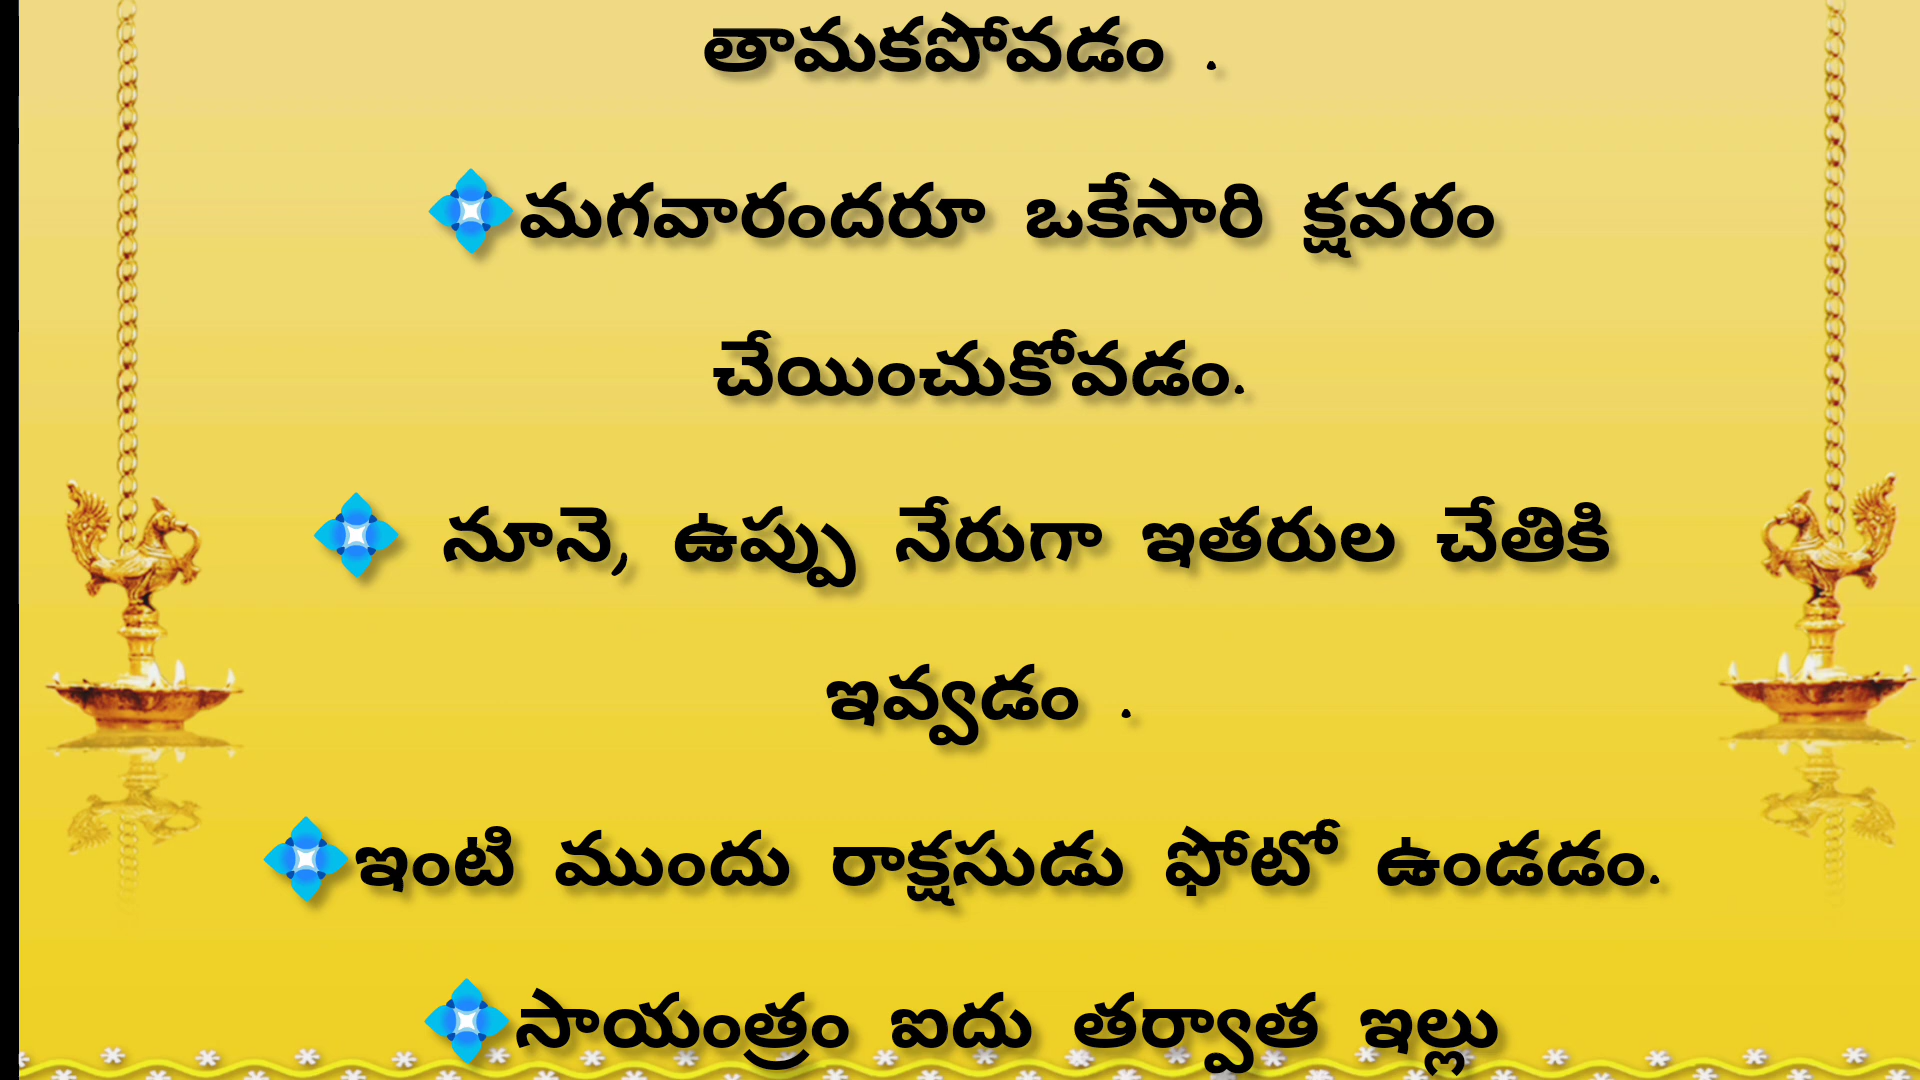 తామకపోవడం .
💠మగవారందరూ ఒకేసారి క్షవరం
చేయించుకోవడం.
💠 నూనె, ఉప్పు నేరుగా ఇతరుల చేతికి
ఇవ్వడం .
💠ఇంటి ముందు రాక్షసుడు ఫోటో ఉండడం.
💠సాయంత్రం ఐదు తర్వాత ఇల్లు